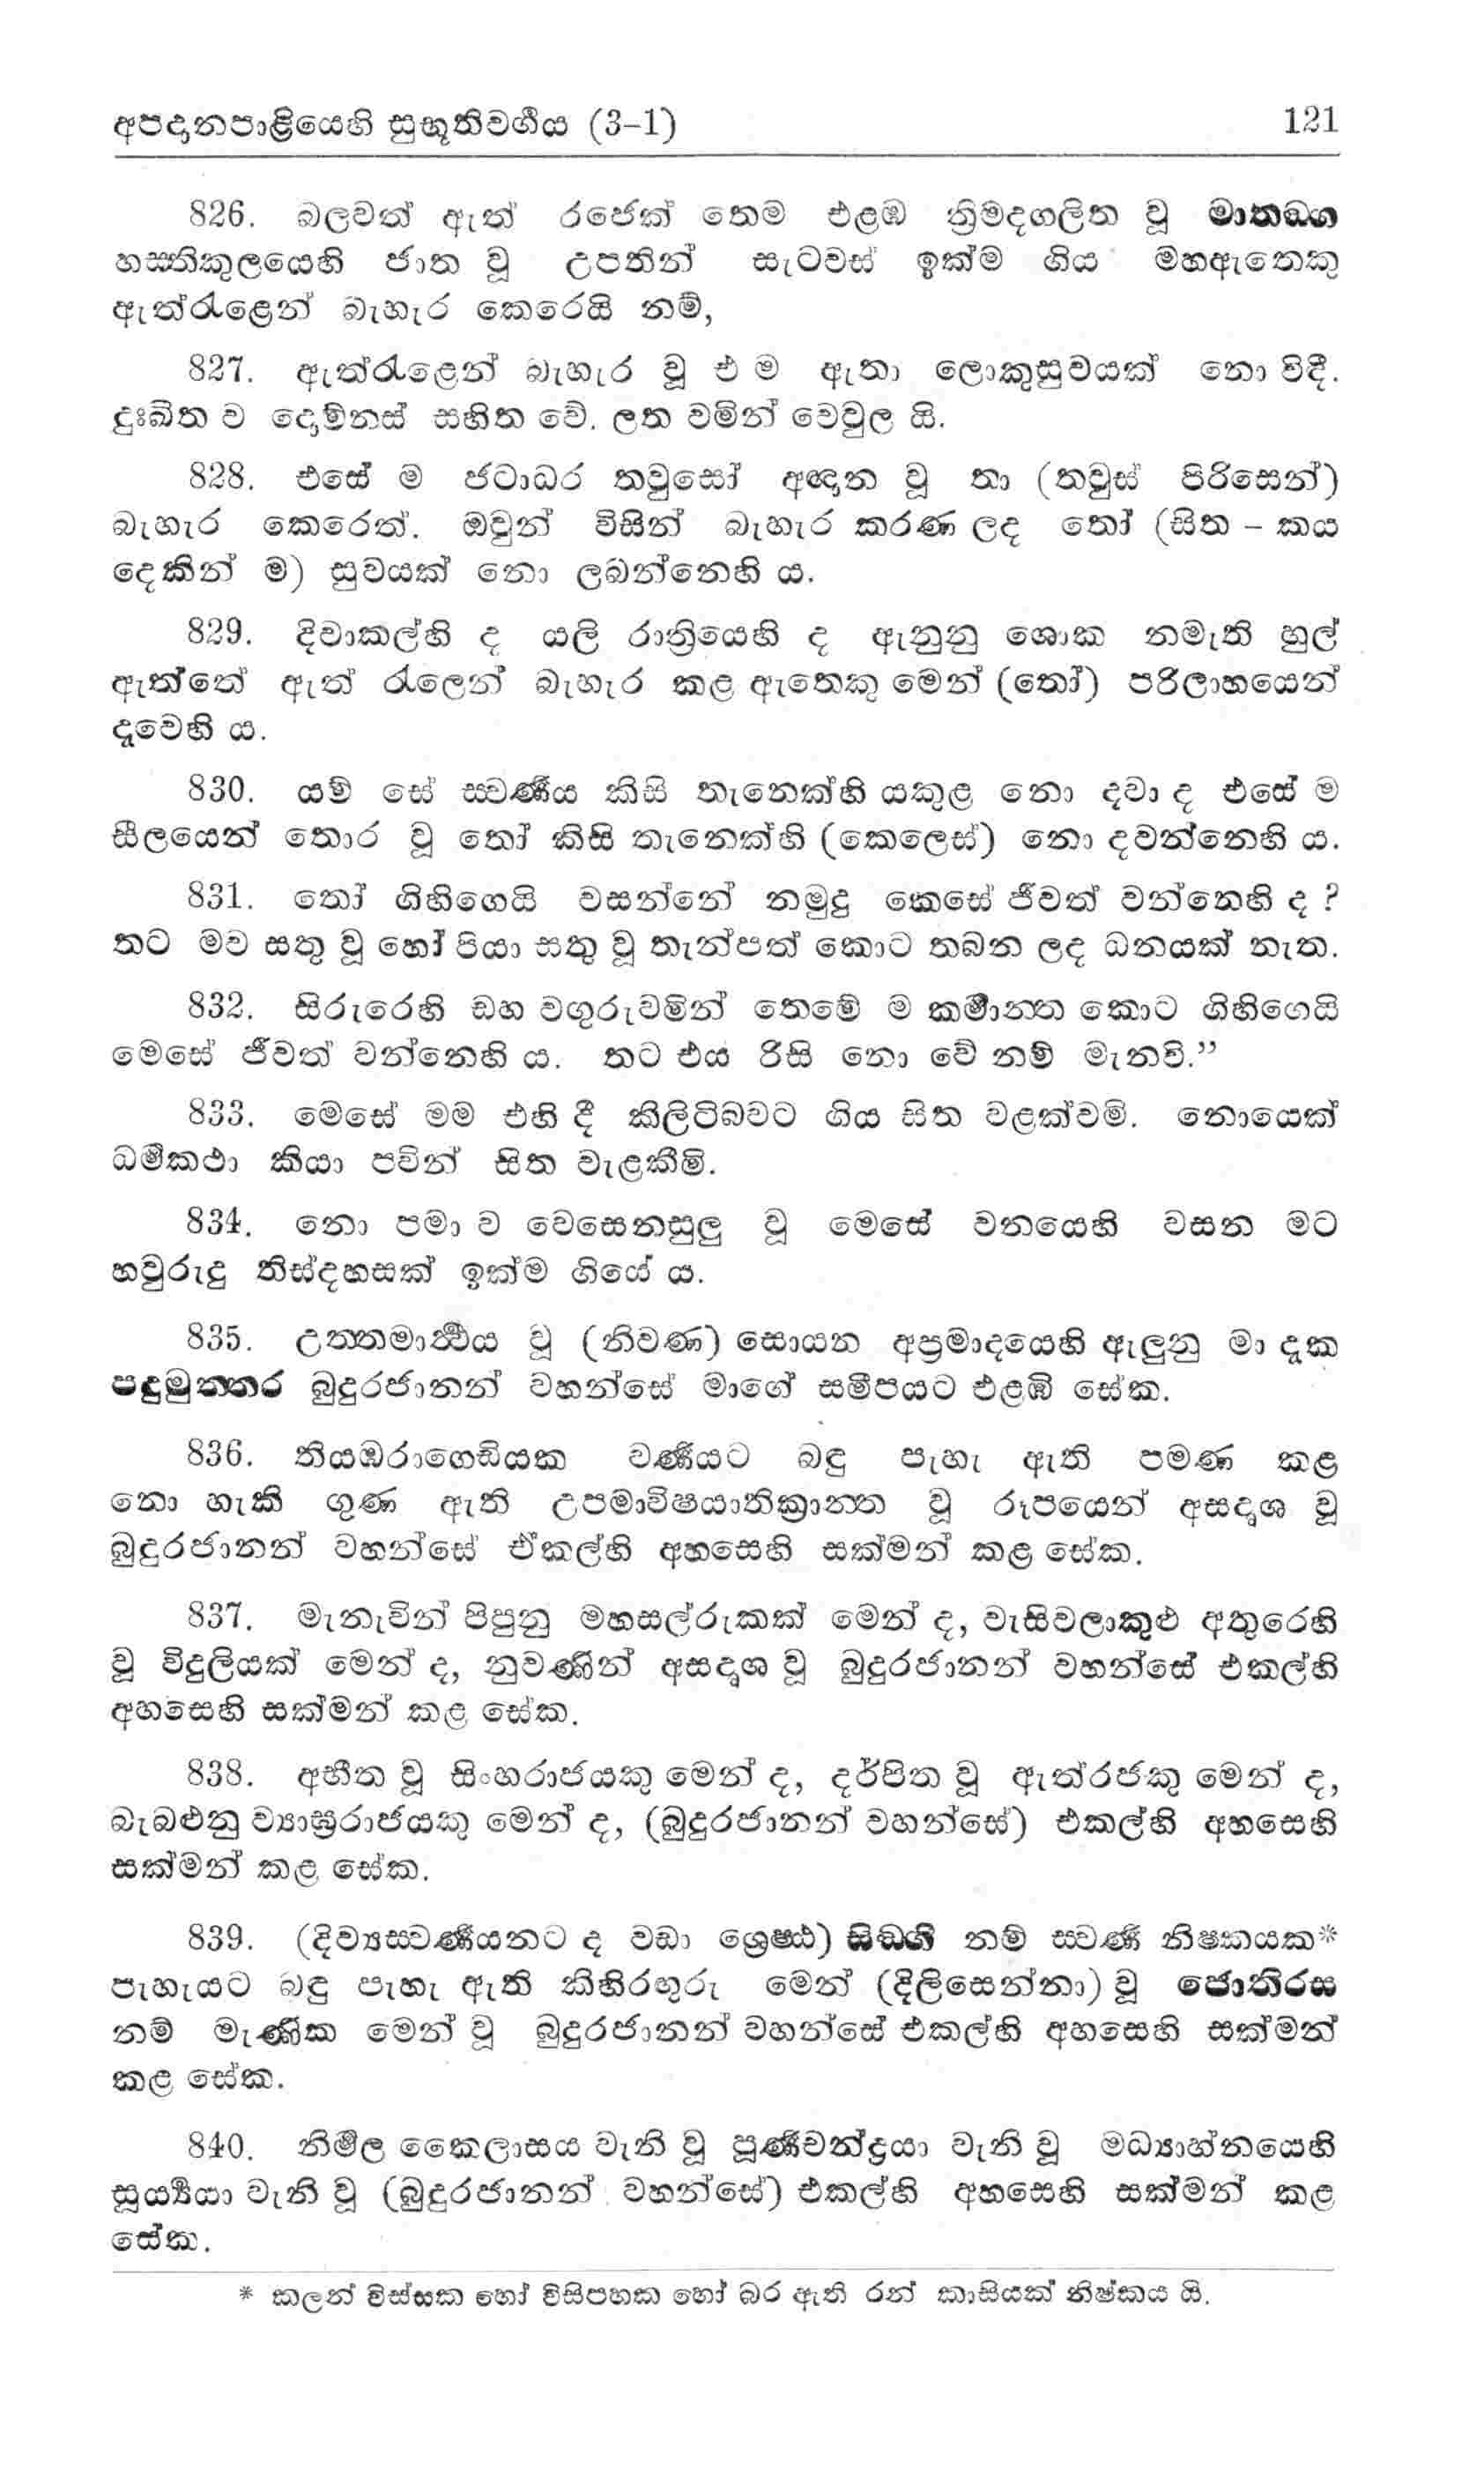 අපදානපාළියෙහි සුභූතිවර්‍ගය (3–1) 121
826. බලවත් ඇත් රජෙක් තෙම එළඹ ත්‍රිමදගලිත වූ මාතඞ්ග
හස්තිකුලයෙහි ජාත වූ උපතින් සැටවස් ඉක්ම ගිය මහඇතෙකු
ඇත්රැළෙන් බැහැර කෙරෙයි නම්,
827. ඇත්රැළෙන් බැහැර වූ එ ම ඇතා ලොකුසුවයක් නො විඳී.
දුඃඛිත ව දොම්නස් සහිත වේ. ලත වමින් වෙවුල යි.
828. එසේ ම ජටාධර තවුසෝ අඥාන වූ තා (තවුස් පිරිසෙන්)
බැහැර කෙරෙත්. ඔවුන් විසින් බැහැර කරණ ලද තෝ (සිත – කය
දෙකින් ම) සුවයක් නො ලබන්නෙහි ය.
829. දිවාකල්හි ද යලි රාත්‍රියෙහි ද ඇනුනු ශොක නමැති හුල්
ඇත්තේ ඇත් රැලෙන් බැහැර කළ ඇතෙකු මෙන් (තෝ) පරිලාහයෙන්
දෑවෙහි ය.
830. යම් සේ ස්වර්‍ණය කිසි තැනෙක්හි යකුළ නො දවා ද එසේ ම
සීලයෙන් තොර වූ තෝ කිසි තැනෙක්හි (කෙලෙස්) නො දවන්නෙහි ය.
831. තෝ ගිහිගෙයි වසන්නේ නමුදු කෙසේ ජීවත් වන්නෙහි ද ?
තට මව සතු වූ හෝ පියා සතු වූ තැන්පත් කොට තබන ලද ධනයක් නැත.
832. සිරුරෙහි ඩහ වගුරුවමින් තෙමේ ම කර්‍මාන්ත කොට ගිහිගෙයි
මෙසේ ජීවත් වන්නෙහි ය. තට එය රිසි නො වේ නම් මැනවි.”
833. මෙසේ මම එහි දී කිලිටිබවට ගිය සිත වළක්වමි. නොයෙක්
ධර්‍මකථා කියා පවින් සිත වැළකීමි.
834. නො පමා ව වෙසෙනසුලු වූ මෙසේ වනයෙහි වසන මට
හවුරුදු තිස්දහසක් ඉක්ම ගියේ ය.
835. උත්තමාර්‍ථය වූ (නිවණ) සොයන අප්‍රමාදයෙහි ඇලුනු මා දැක
පදුමුත්තර බුදුරජානන් වහන්සේ මාගේ සමීපයට එළඹි සේක.
836. තියඹරාගෙඩියක වර්‍ණයට බඳු පැහැ ඇති පමණ කළ
නො හැකි ගුණ ඇති උපමාවිෂයාතික්‍රාන්ත වූ රූපයෙන් අසදෘශ වූ
බුදුරජානන් වහන්සේ ඒකල්හි අහසෙහි සක්මන් කළ සේක.
837. මැනැවින් පිපුනු මහසල්රුකක් මෙන් ද, වැසිවලාකුළු අතුරෙහි
වූ විදුලියක් මෙන් ද, නුවණින් අසදෘශ වූ බුදුරජානන් වහන්සේ එකල්හි
අහසෙහි සක්මන් කළ සේක.
838. අභීත වූ සිංහරාජයකු මෙන් ද, දර්පිත වූ ඇත්රජකු මෙන් ද,
බැබළුනු ව්‍යාඝ්‍රරාජයකු මෙන් ද, (බුදුරජානන් වහන්සේ) එකල්හි අහසෙහි
සක්මන් කළ සේක.
839. (දිව්‍යස්වර්‍ණයනට ද වඩා ශ්‍රෙෂ්ඨ) සිඞ්ගි නම් ස්වර්‍ණ නිෂ්කයක*
පැහැයට බඳු පැහැ ඇති කිහිරඟුරු මෙන් (දිලිසෙන්නා) වූ ජොතිරස
නම් මැණික මෙන් වූ බුදුරජානන් වහන්සේ එකල්හි අහසෙහි සක්මන්
කළ සේක.
840. නිර්‍මල කෛලාසය වැනි වූ පූර්‍ණචන්ද්‍රයා වැනි වූ මධ්‍යාහ්නයෙහි
සූර්‍ය්‍යයා වැනි වූ (බුදුරජානන් වහන්සේ) එකල්හි අහසෙහි සක්මන් කළ
සේක.
* කලන් විස්සක හෝ විසිපහක හෝ බර ඇති රන් කාසියක් නිෂ්කය යි.